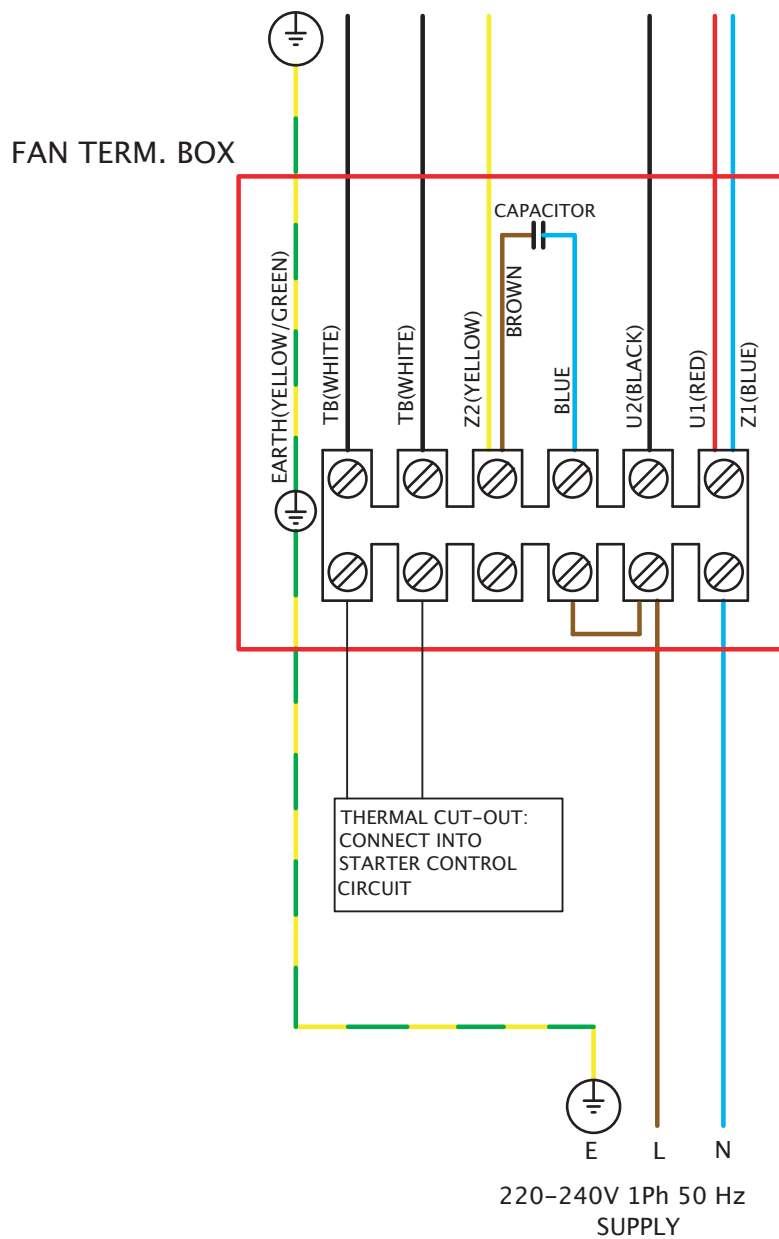 FAN TERM. BOX
CAPACITOR
EARTH(YELLOW/GREEN)
TB(WHITE)
TB(WHITE)
Z2(YELLOW)
BROWN
BLUE
U2(BLACK)
U1(RED)
Z1(BLUE)
THERMAL CUT-OUT:
CONNECT INTO
STARTER CONTROL
CIRCUIT
E L N
220-240V 1Ph 50 Hz
SUPPLY